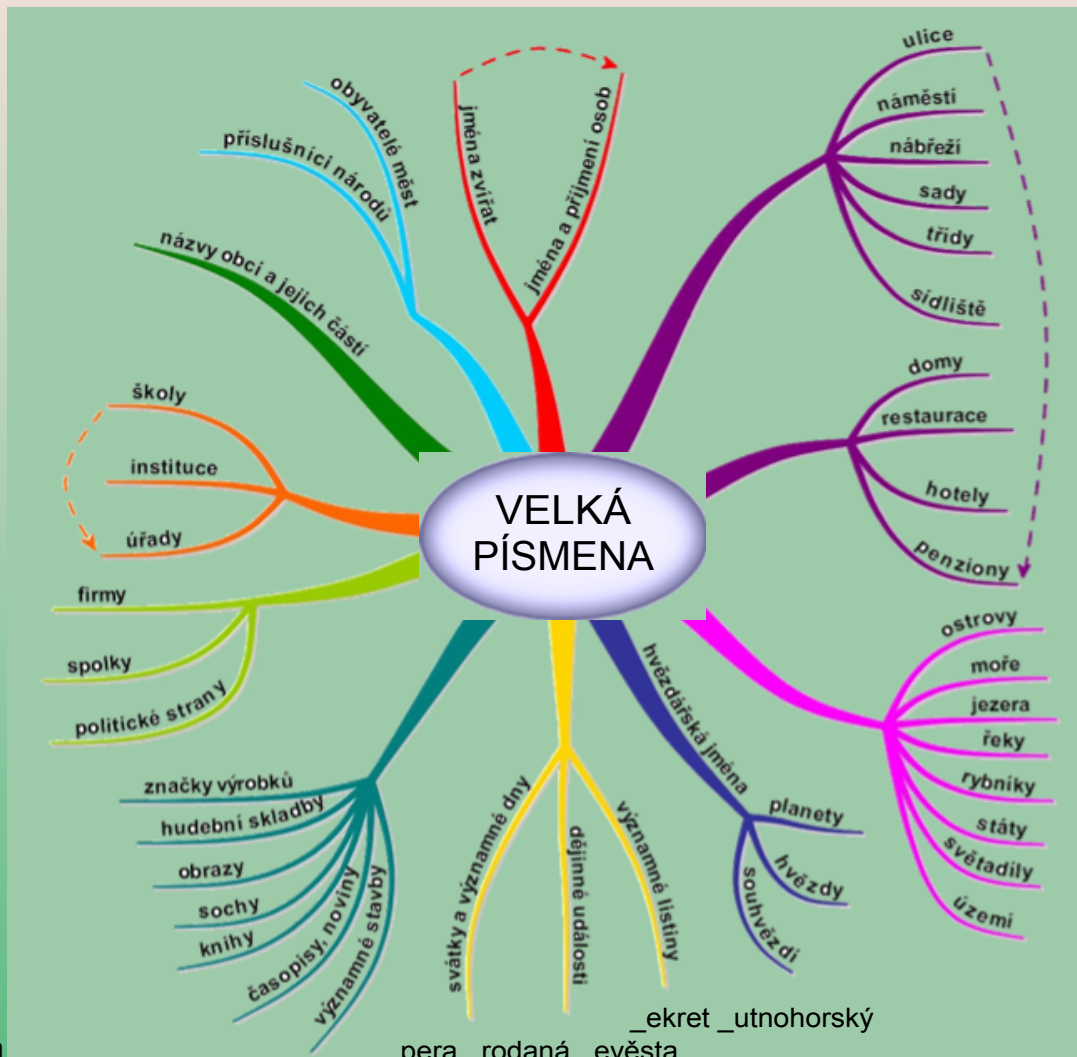 ulice
náměstí
nábřeží
sady
třídy
sídliště
obyvatelé měst
příslušníci národů
jména zvířat
jména a příjmení osob
názvy obcí a jejich částí
školy
instituce
úřady
domy
restaurace
hotely
penziony
VELKÁ
PÍSMENA
firmy
spolky
politické strany
ostrovy
moře
jezera
řeky
rybníky
státy
světadíly
území
hvězdářská jména
planety
hvězdy
souhvězdí
značky výrobků
hudební skladby
obrazy
sochy
knihy
časopisy, noviny
významné stavby
svátky a významné dny
dějinné události
významné listiny
_ekret _utnohorský
_pera _rodaná _evěsta